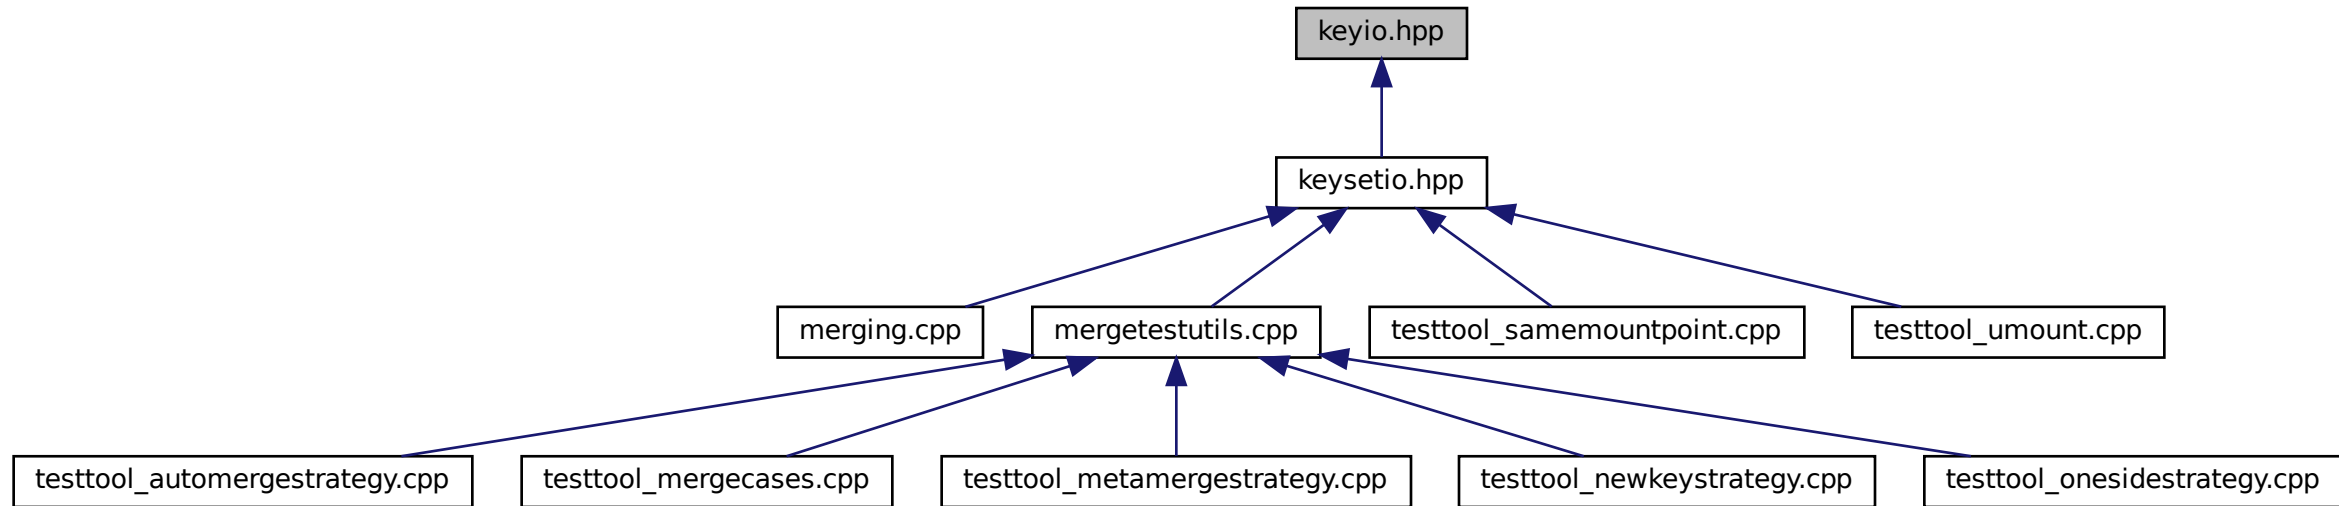 keyio.hpp
keysetio.hpp
merging.cpp
mergetestutils.cpp
testtool_samemountpoint.cpp
testtool_umount.cpp
testtool_automergestrategy.cpp
testtool_mergecases.cpp
testtool_metamergestrategy.cpp
testtool_newkeystrategy.cpp
testtool_onesidestrategy.cpp